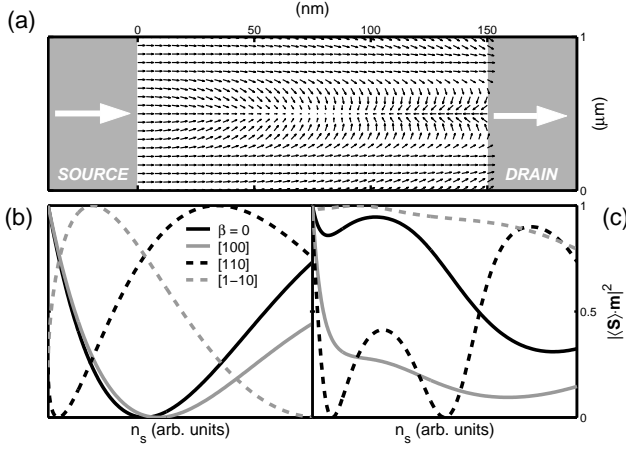 (nm)
(a)
0 50 100 150
1
(μm)
SOURCE
DRAIN
0
(b)
β = 0
[100]
[110]
[1−10]
(c)
1
0.5
0
|⟨S⟩·m|²
n_s (arb. units)
n_s (arb. units)